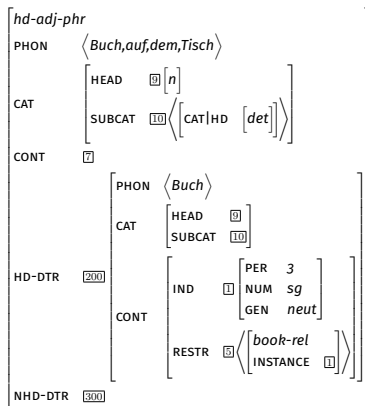 hd-adj-phr
PHON ⟨Buch,auf,dem,Tisch⟩
CAT [HEAD 9[n]
SUBCAT 10⟨[CAT|HD [det]]⟩]
CONT 7
HD-DTR 200 [PHON ⟨Buch⟩
CAT [HEAD 9
SUBCAT 10]
CONT [IND 1 [PER 3
NUM sg
GEN neut]
RESTR 5⟨[book-rel
INSTANCE 1]⟩]]
NHD-DTR 300